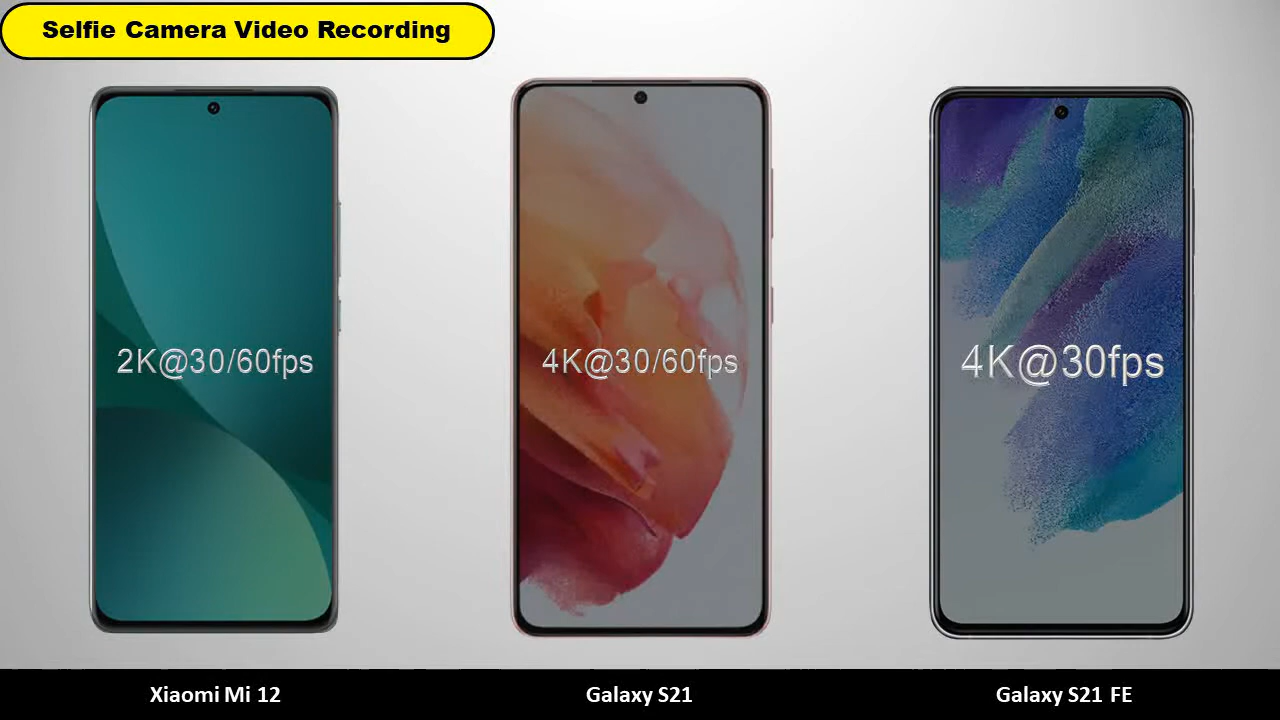 Selfie Camera Video Recording
2K@30/60fps
4K@30/60fps
4K@30fps
Xiaomi Mi 12
Galaxy S21
Galaxy S21 FE